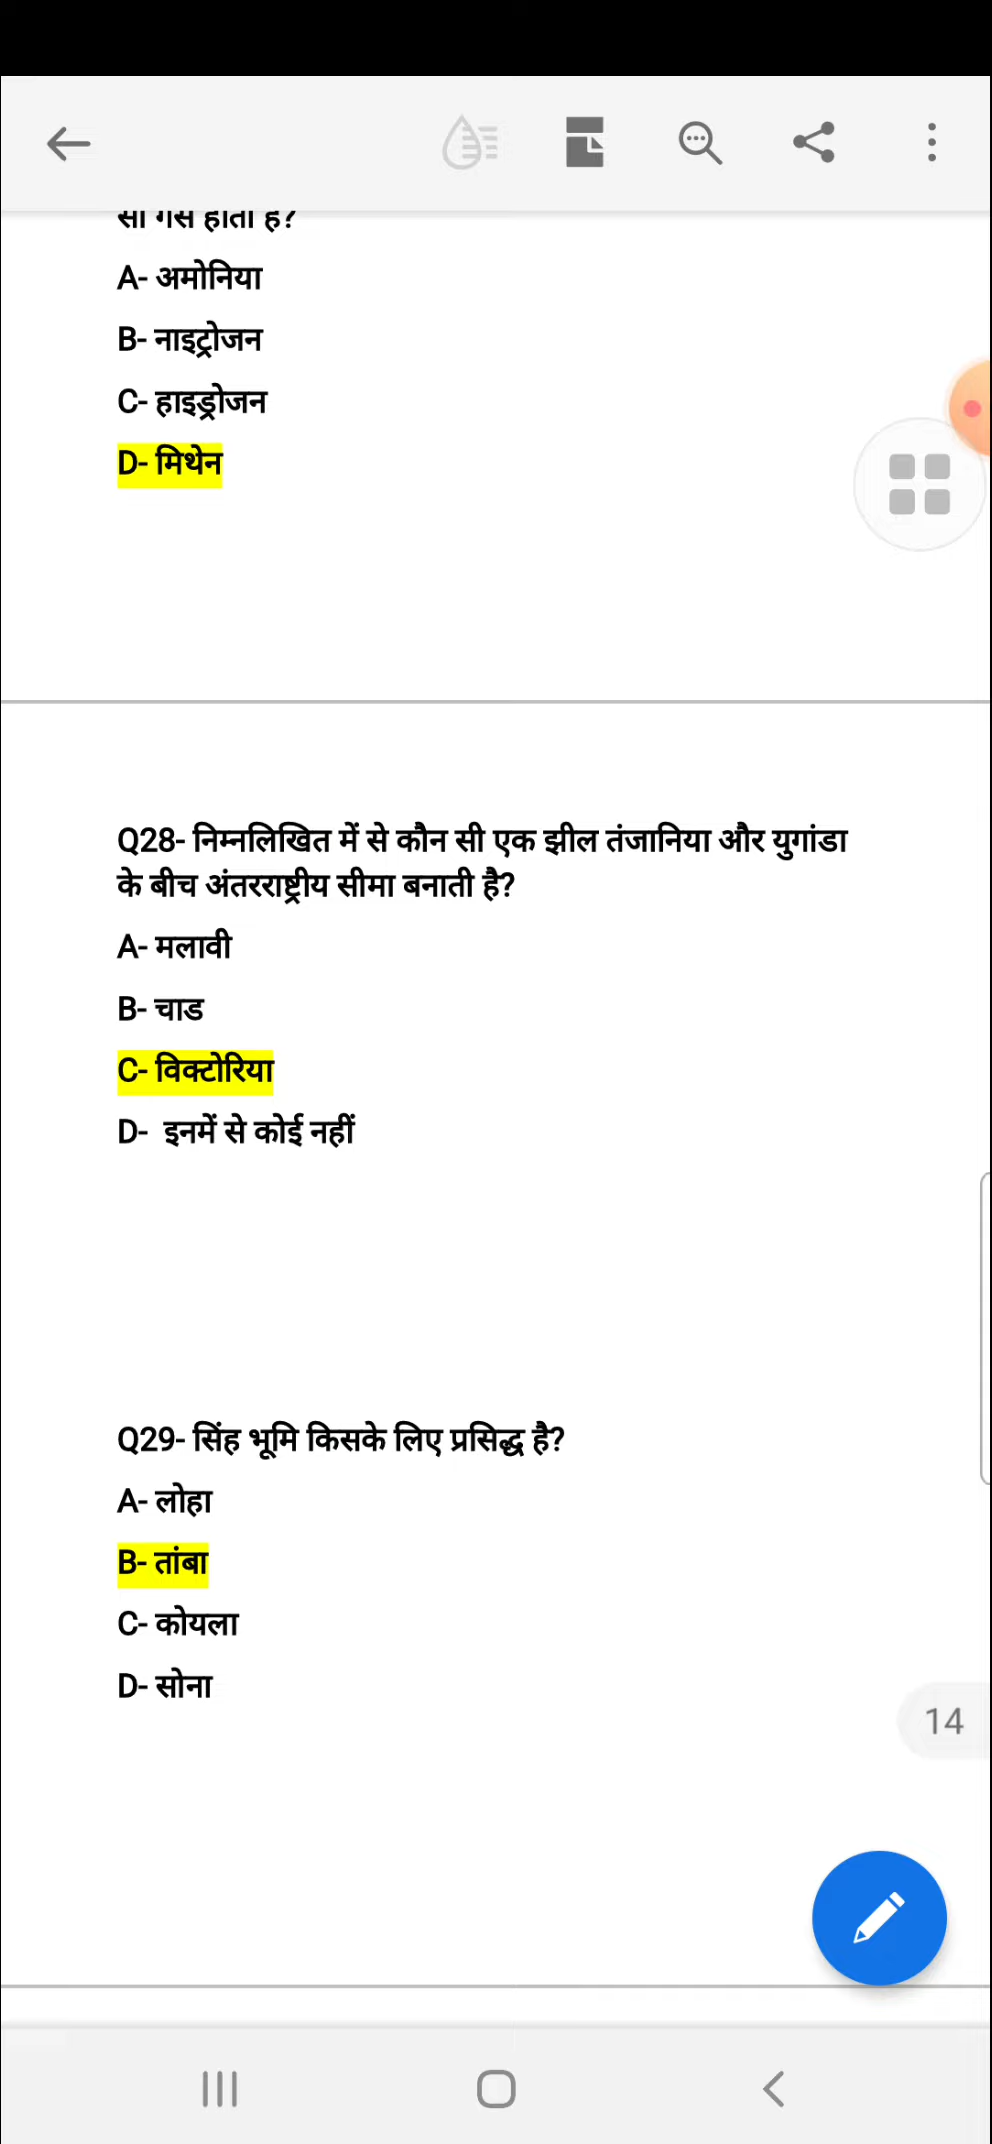 सी गैस होती है?
A- अमोनिया
B- नाइट्रोजन
C- हाइड्रोजन
D- मिथेन
Q28- निम्नलिखित में से कौन सी एक झील तंजानिया और युगांडा
के बीच अंतरराष्ट्रीय सीमा बनाती है?
A- मलावी
B- चाड
C- विक्टोरिया
D- इनमें से कोई नहीं
Q29- सिंह भूमि किसके लिए प्रसिद्ध है?
A- लोहा
B- तांबा
C- कोयला
D- सोना
14